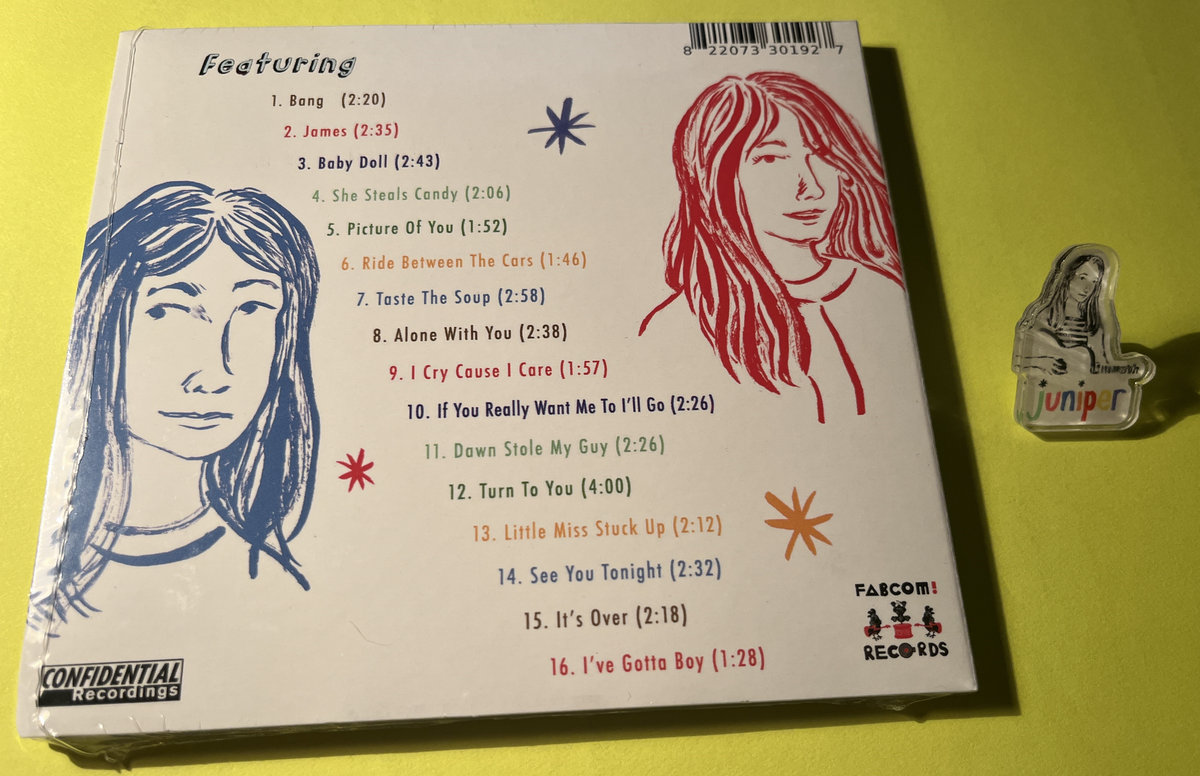 Featuring
8 22073 30192 7
1. Bang (2:20)
2. James (2:35)
3. Baby Doll (2:43)
4. She Steals Candy (2:06)
5. Picture Of You (1:52)
6. Ride Between The Cars (1:46)
7. Taste The Soup (2:58)
8. Alone With You (2:38)
9. I Cry Cause I Care (1:57)
10. If You Really Want Me To I'll Go (2:26)
11. Dawn Stole My Guy (2:26)
12. Turn To You (4:00)
13. Little Miss Stuck Up (2:12)
14. See You Tonight (2:32)
15. It's Over (2:18)
16. I've Gotta Boy (1:28)
CONFIDENTIAL
Recordings
FABCOM!
RECORDS
juniper